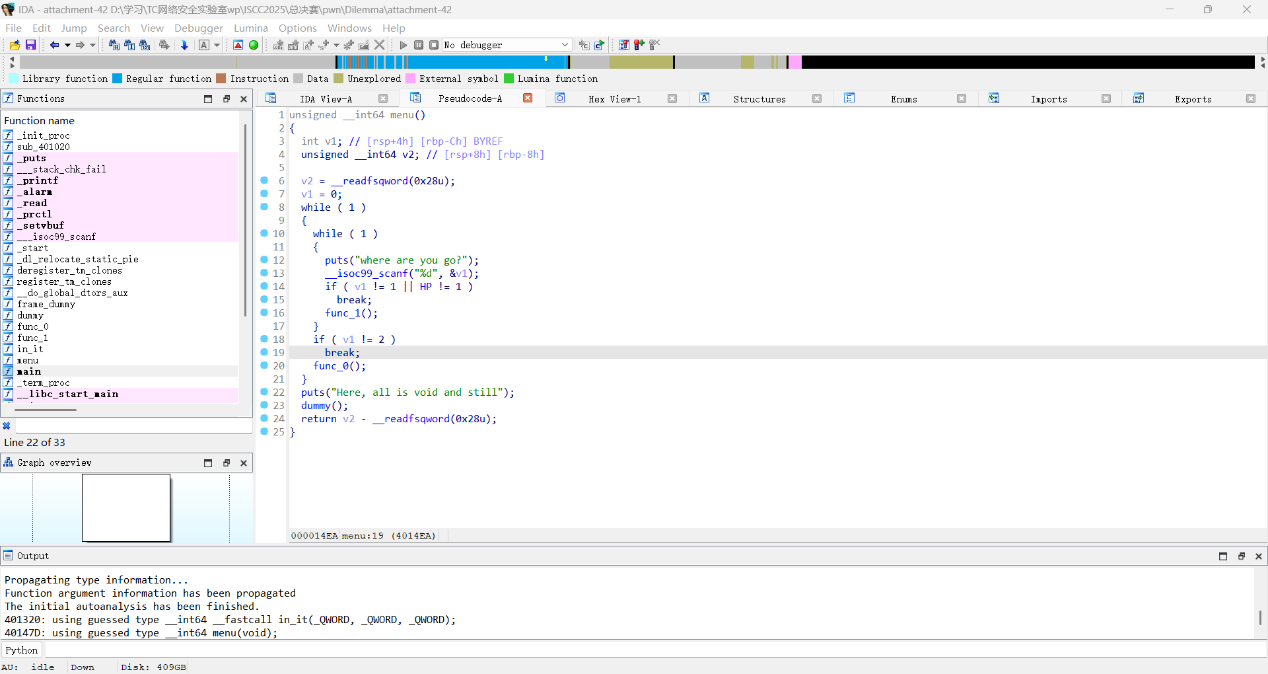 IDA - attachment-42 D:\学习\TC网络安全实验室wp\ISCC2025\总决赛\pwn\Dilemma\attachment-42
File Edit Jump Search View Debugger Lumina Options Windows Help
No debugger
Library function Regular function Instruction Data Unexplored External symbol Lumina function
Functions
IDA View-A Pseudocode-A Hex View-1 Structures Enums Imports Exports
Function name
_init_proc
sub_401020
_puts
___stack_chk_fail
_printf
_alarm
_read
_prctl
_setvbuf
___isoc99_scanf
_start
_dl_relocate_static_pie
deregister_tm_clones
register_tm_clones
__do_global_dtors_aux
frame_dummy
dummy
func_0
func_1
in_it
menu
main
_term_proc
__libc_start_main
Line 22 of 33
Graph overview
1 unsigned __int64 menu()
2 {
3 int v1; // [rsp+4h] [rbp-Ch] BYREF
4 unsigned __int64 v2; // [rsp+8h] [rbp-8h]
5
6 v2 = __readfsqword(0x28u);
7 v1 = 0;
8 while ( 1 )
9 {
10 while ( 1 )
11 {
12 puts("where are you go?");
13 __isoc99_scanf("%d", &v1);
14 if ( v1 != 1 || HP != 1 )
15 break;
16 func_1();
17 }
18 if ( v1 != 2 )
19 break;
20 func_0();
21 }
22 puts("Here, all is void and still");
23 dummy();
24 return v2 - __readfsqword(0x28u);
25 }
000014EA menu:19 (4014EA)
Output
Propagating type information...
Function argument information has been propagated
The initial autoanalysis has been finished.
401320: using guessed type __int64 __fastcall in_it(_QWORD, _QWORD, _QWORD);
40147D: using guessed type __int64 menu(void);
Python
AU: idle Down Disk: 409GB